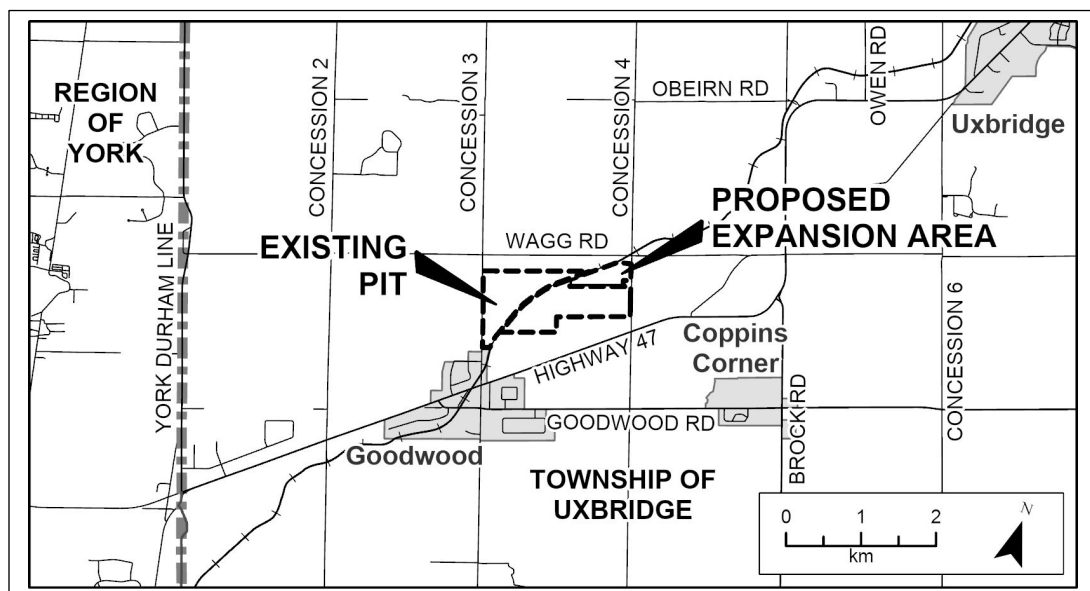 REGION
OF
YORK
YORK DURHAM LINE
CONCESSION 2
CONCESSION 3
CONCESSION 4
OBEIRN RD
OWEN RD
Uxbridge
EXISTING
PIT
WAGG RD
PROPOSED
EXPANSION AREA
HIGHWAY 47
Coppins
Corner
BROCK RD
CONCESSION 6
GOODWOOD RD
Goodwood
TOWNSHIP OF
UXBRIDGE
0 1 2
km
N